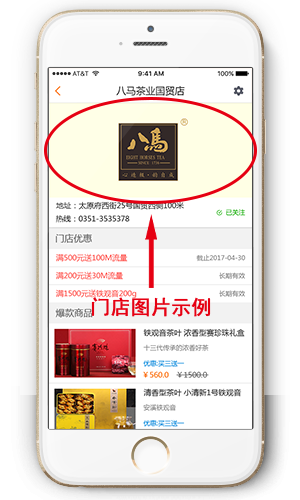 AT&T 9:41 AM 100%
八马茶业国贸店
八馬
®
EIGHT HORSES TEA
SINCE 1736
地址：太原府西街25号国贸西街100米
热线：0351-3535378
已关注
门店优惠
满500元送100M流量 截止2017-04-30
满200元送30M流量 长期有效
满1500元送铁观音200g 长期有效
门店图片示例
爆款商品
铁观音茶叶 浓香型赛珍珠礼盒
十三代传承的浓香好茶
优惠:买三送一
¥ 560.0 ¥ 1500.0
清香型茶叶 小清新1号铁观音
安溪铁观音
优惠:买三送一